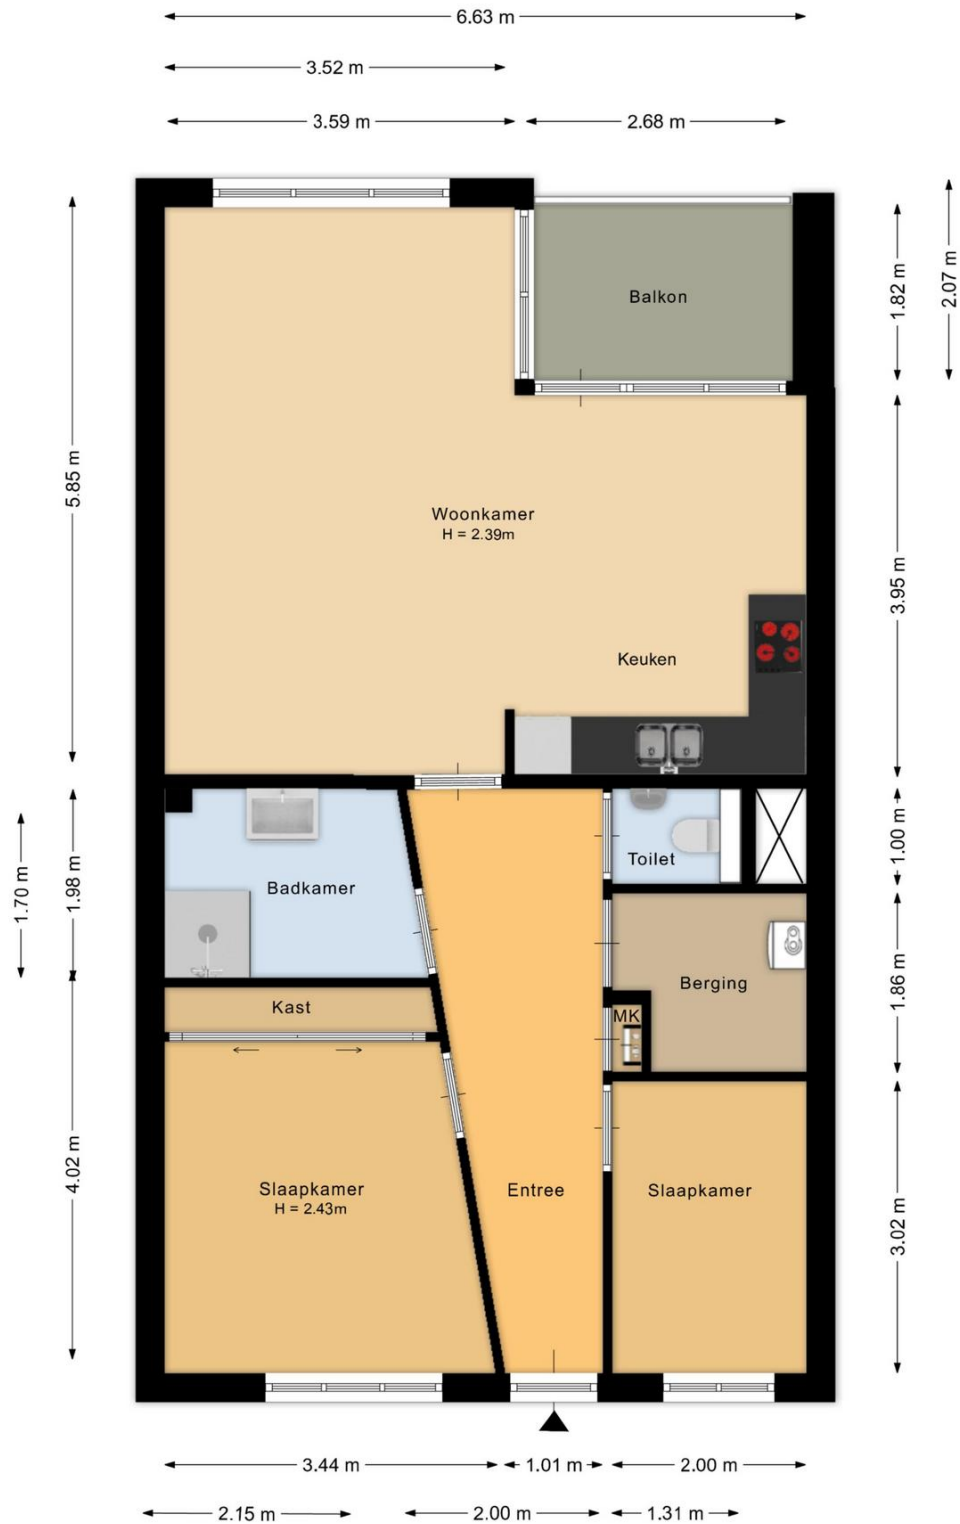 6.63 m
3.52 m
3.59 m
2.68 m
2.07 m
1.82 m
Balkon
5.85 m
Woonkamer
H = 2.39m
3.95 m
Keuken
1.00 m
Toilet
1.70 m
1.98 m
Badkamer
Berging
1.86 m
Kast
MK
4.02 m
Slaapkamer
H = 2.43m
Entree
Slaapkamer
3.02 m
3.44 m
1.01 m
2.00 m
2.15 m
2.00 m
1.31 m